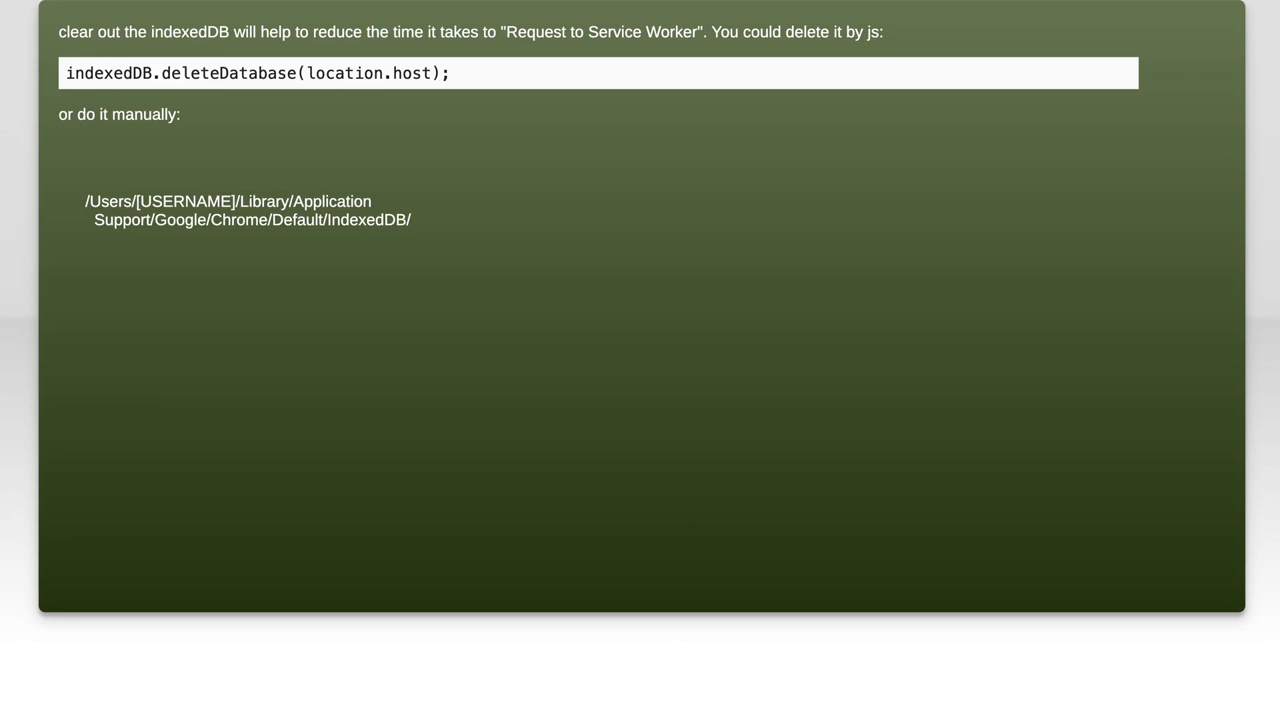 clear out the indexedDB will help to reduce the time it takes to "Request to Service Worker". You could delete it by js:
indexedDB.deleteDatabase(location.host);
or do it manually:
/Users/[USERNAME]/Library/Application
Support/Google/Chrome/Default/IndexedDB/